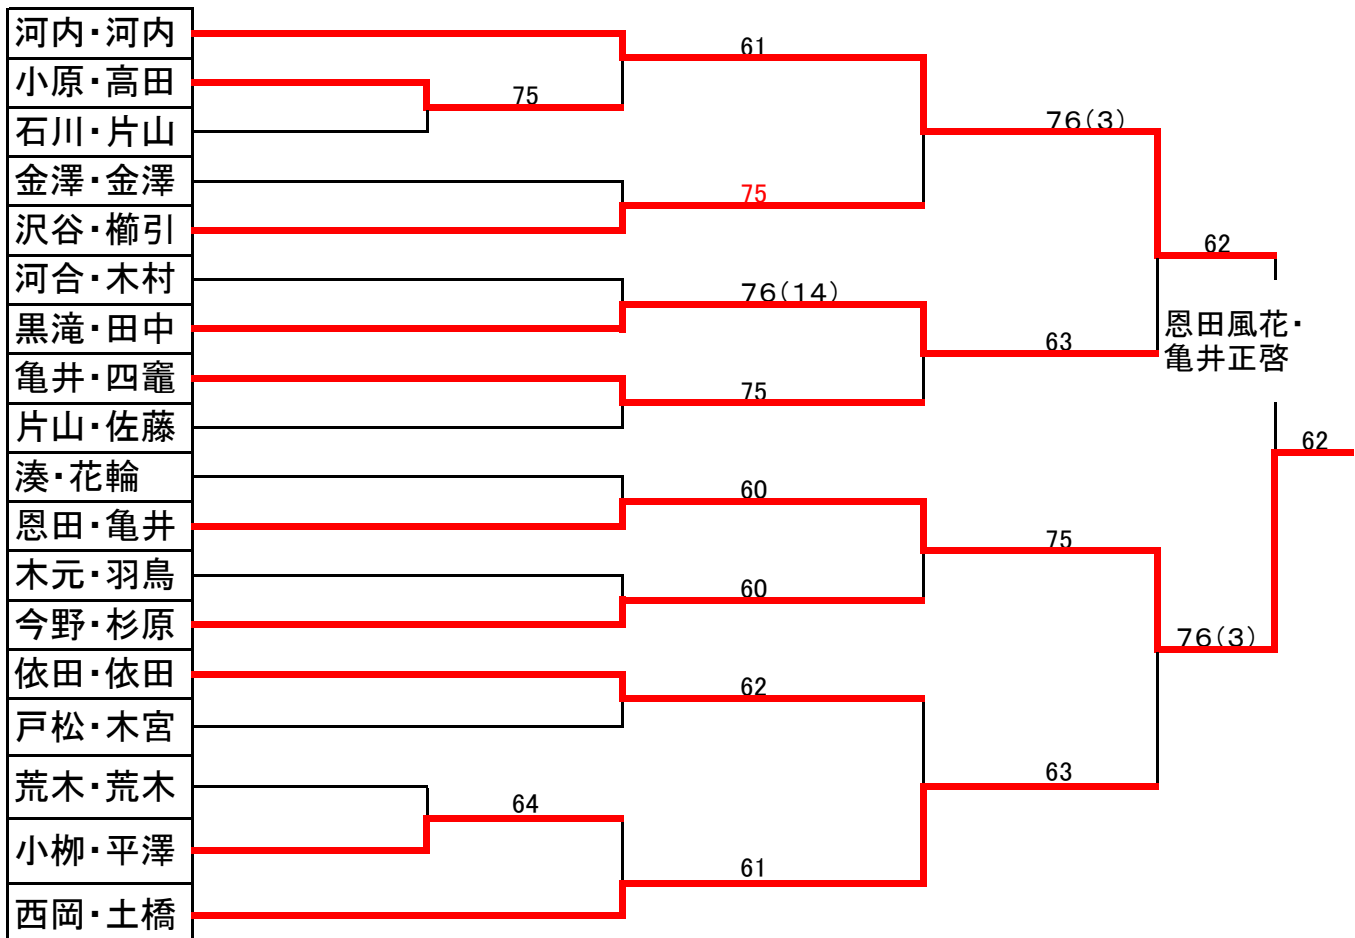 河内・河内
小原・高田
石川・片山
金澤・金澤
沢谷・櫛引
河合・木村
黒滝・田中
亀井・四竈
片山・佐藤
湊・花輪
恩田・亀井
木元・羽鳥
今野・杉原
依田・依田
戸松・木宮
荒木・荒木
小栁・平澤
西岡・土橋
75
64
61
75
76(14)
75
60
60
62
61
76(3)
63
75
63
62
76(3)
恩田風花・
亀井正啓
62